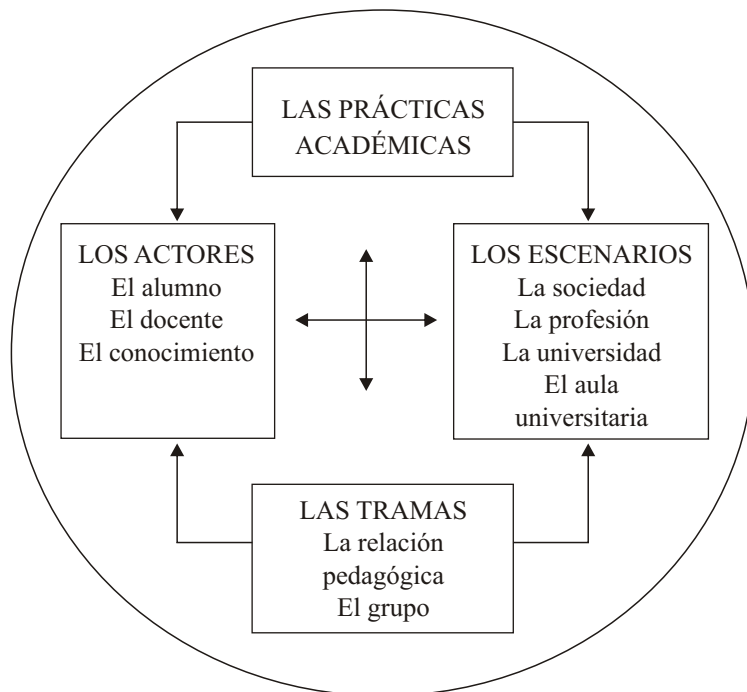 LAS PRÁCTICAS
ACADÉMICAS
LOS ACTORES
El alumno
El docente
El conocimiento
LOS ESCENARIOS
La sociedad
La profesión
La universidad
El aula
universitaria
LAS TRAMAS
La relación
pedagógica
El grupo